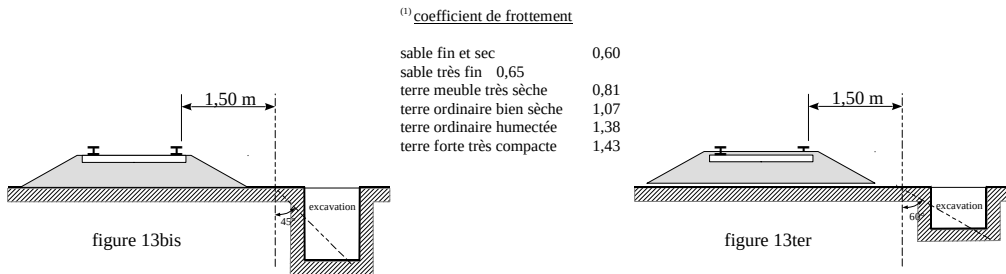 (1) coefficient de frottement
sable fin et sec 0,60
sable très fin 0,65
terre meuble très sèche 0,81
terre ordinaire bien sèche 1,07
terre ordinaire humectée 1,38
terre forte très compacte 1,43
1,50 m
excavation
45°
figure 13bis
1,50 m
excavation
60°
figure 13ter